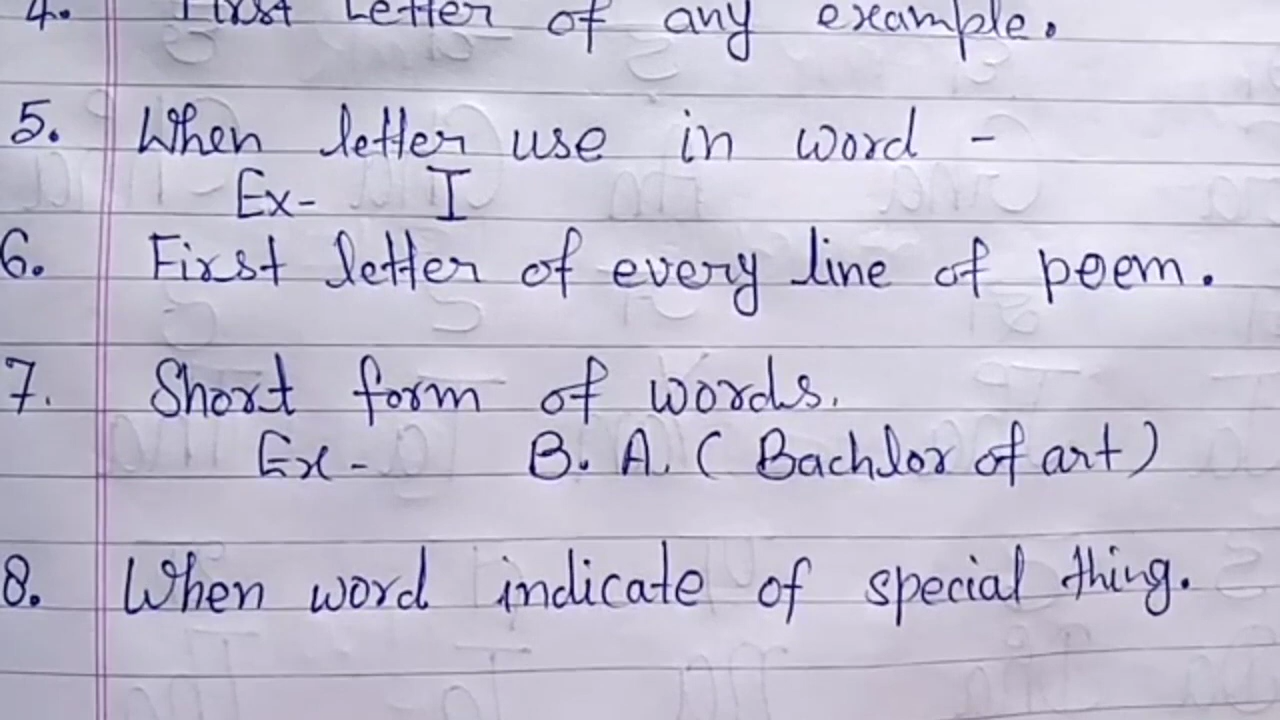 4. First Letter of any example.
5. When letter use in word -
Ex- I
6. First letter of every line of poem.
7. Short form of words.
Ex - B. A. ( Bachlor of art )
8. When word indicate of special thing.